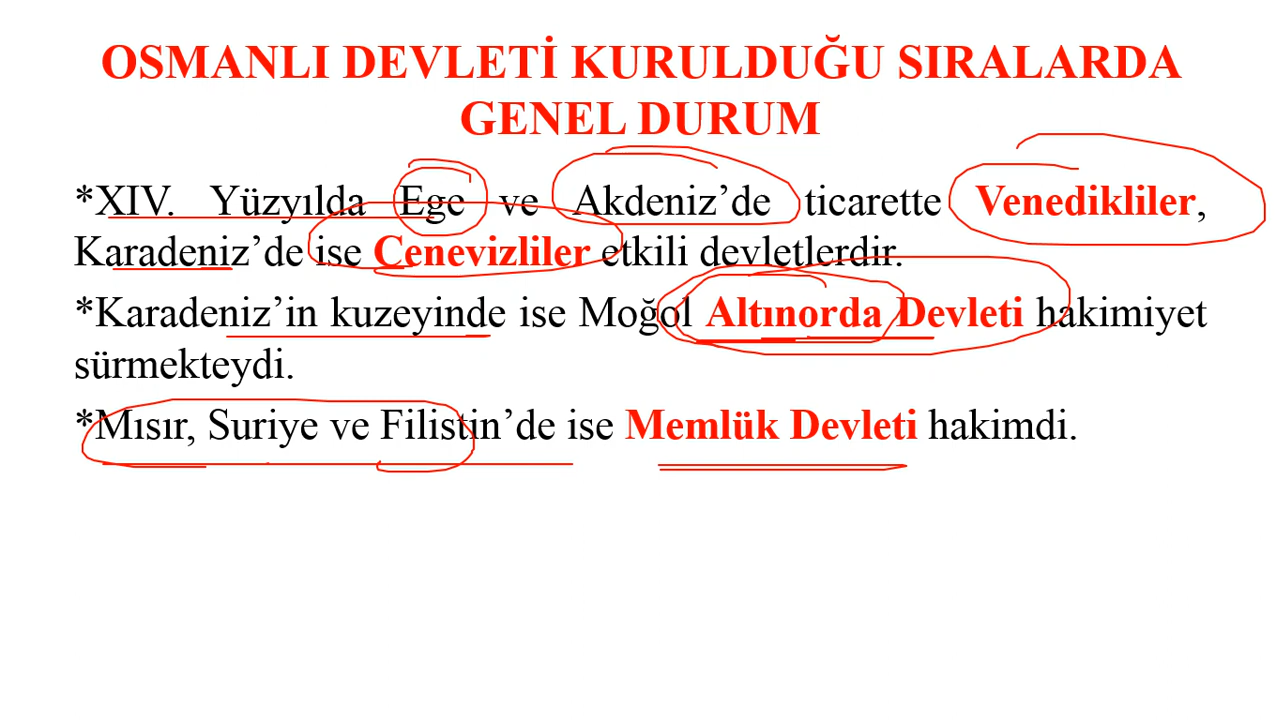 OSMANLI DEVLETİ KURULDUĞU SIRALARDA
GENEL DURUM
*XIV. Yüzyılda Ege ve Akdeniz’de ticarette Venedikliler,
Karadeniz’de ise Cenevizliler etkili devletlerdir.
*Karadeniz’in kuzeyinde ise Moğol Altınorda Devleti hakimiyet
sürmekteydi.
*Mısır, Suriye ve Filistin’de ise Memlük Devleti hakimdi.